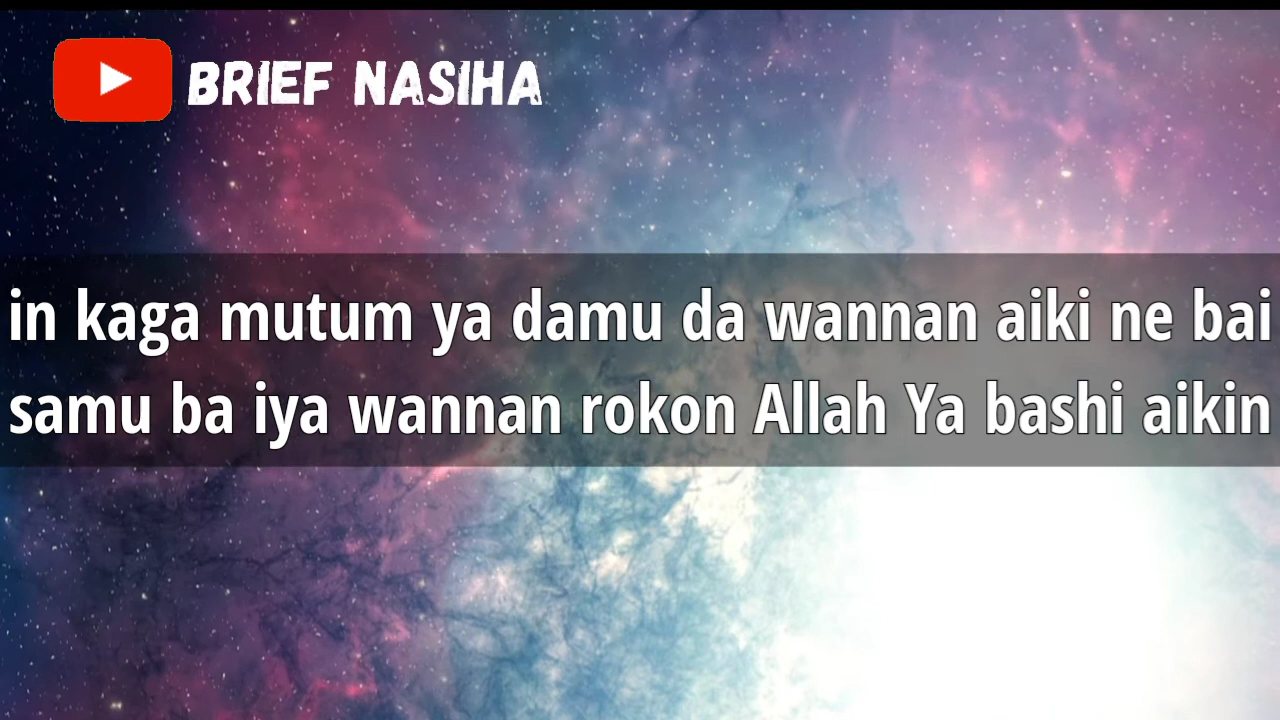 BRIEF NASIHA
in kaga mutum ya damu da wannan aiki ne bai
samu ba iya wannan rokon Allah Ya bashi aikin